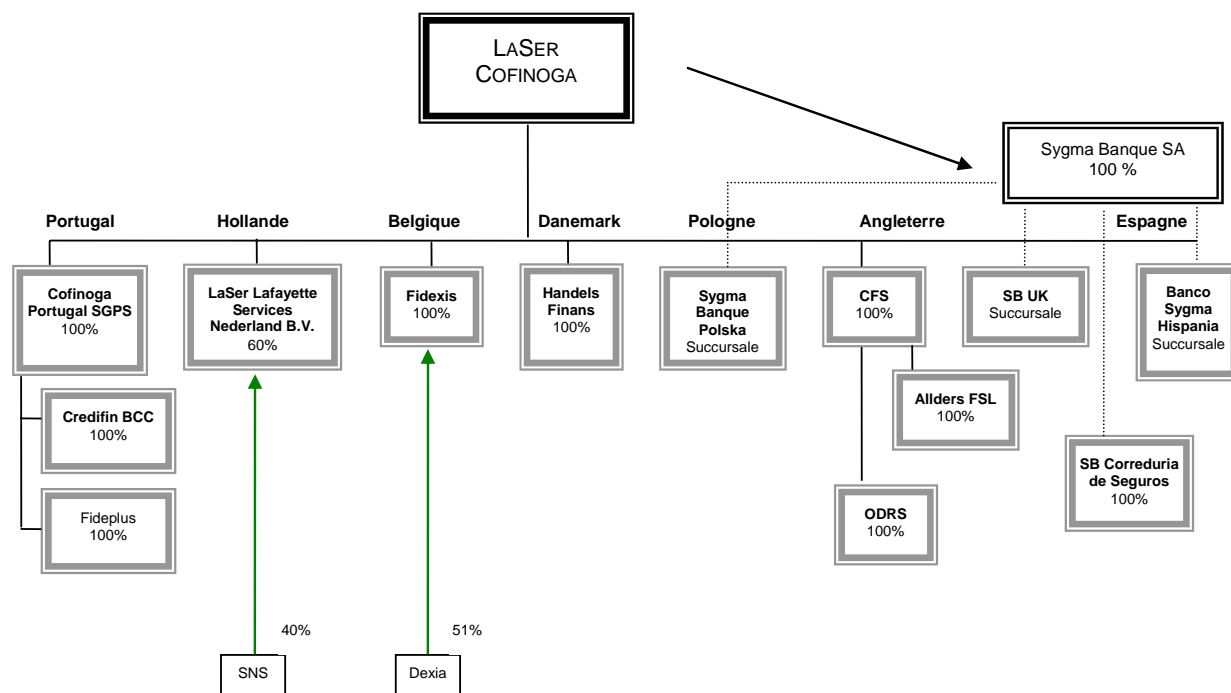 LASER
COFINOGA
Sygma Banque SA
100 %
Portugal
Hollande
Belgique
Danemark
Pologne
Angleterre
Espagne
Cofinoga
Portugal SGPS
100%
LaSer Lafayette
Services
Nederland B.V.
60%
Fidexis
100%
Handels
Finans
100%
Sygma
Banque
Polska
Succursale
CFS
100%
SB UK
Succursale
Banco
Sygma
Hispania
Succursale
Credifin BCC
100%
Allders FSL
100%
SB Correduria
de Seguros
100%
Fideplus
100%
ODRS
100%
40%
51%
SNS
Dexia